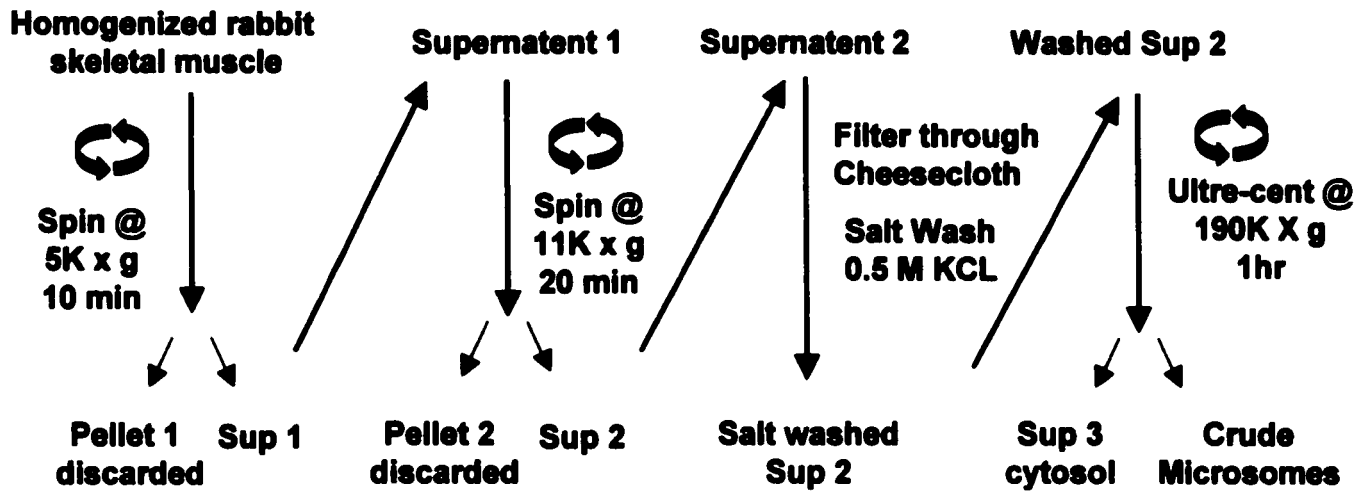 Homogenized rabbit
skeletal muscle
Spin @
5K x g
10 min
Pellet 1
discarded
Sup 1
Supernatent 1
Spin @
11K x g
20 min
Pellet 2
discarded
Sup 2
Supernatent 2
Filter through
Cheesecloth
Salt Wash
0.5 M KCL
Salt washed
Sup 2
Washed Sup 2
Ultre-cent @
190K X g
1hr
Sup 3
cytosol
Crude
Microsomes